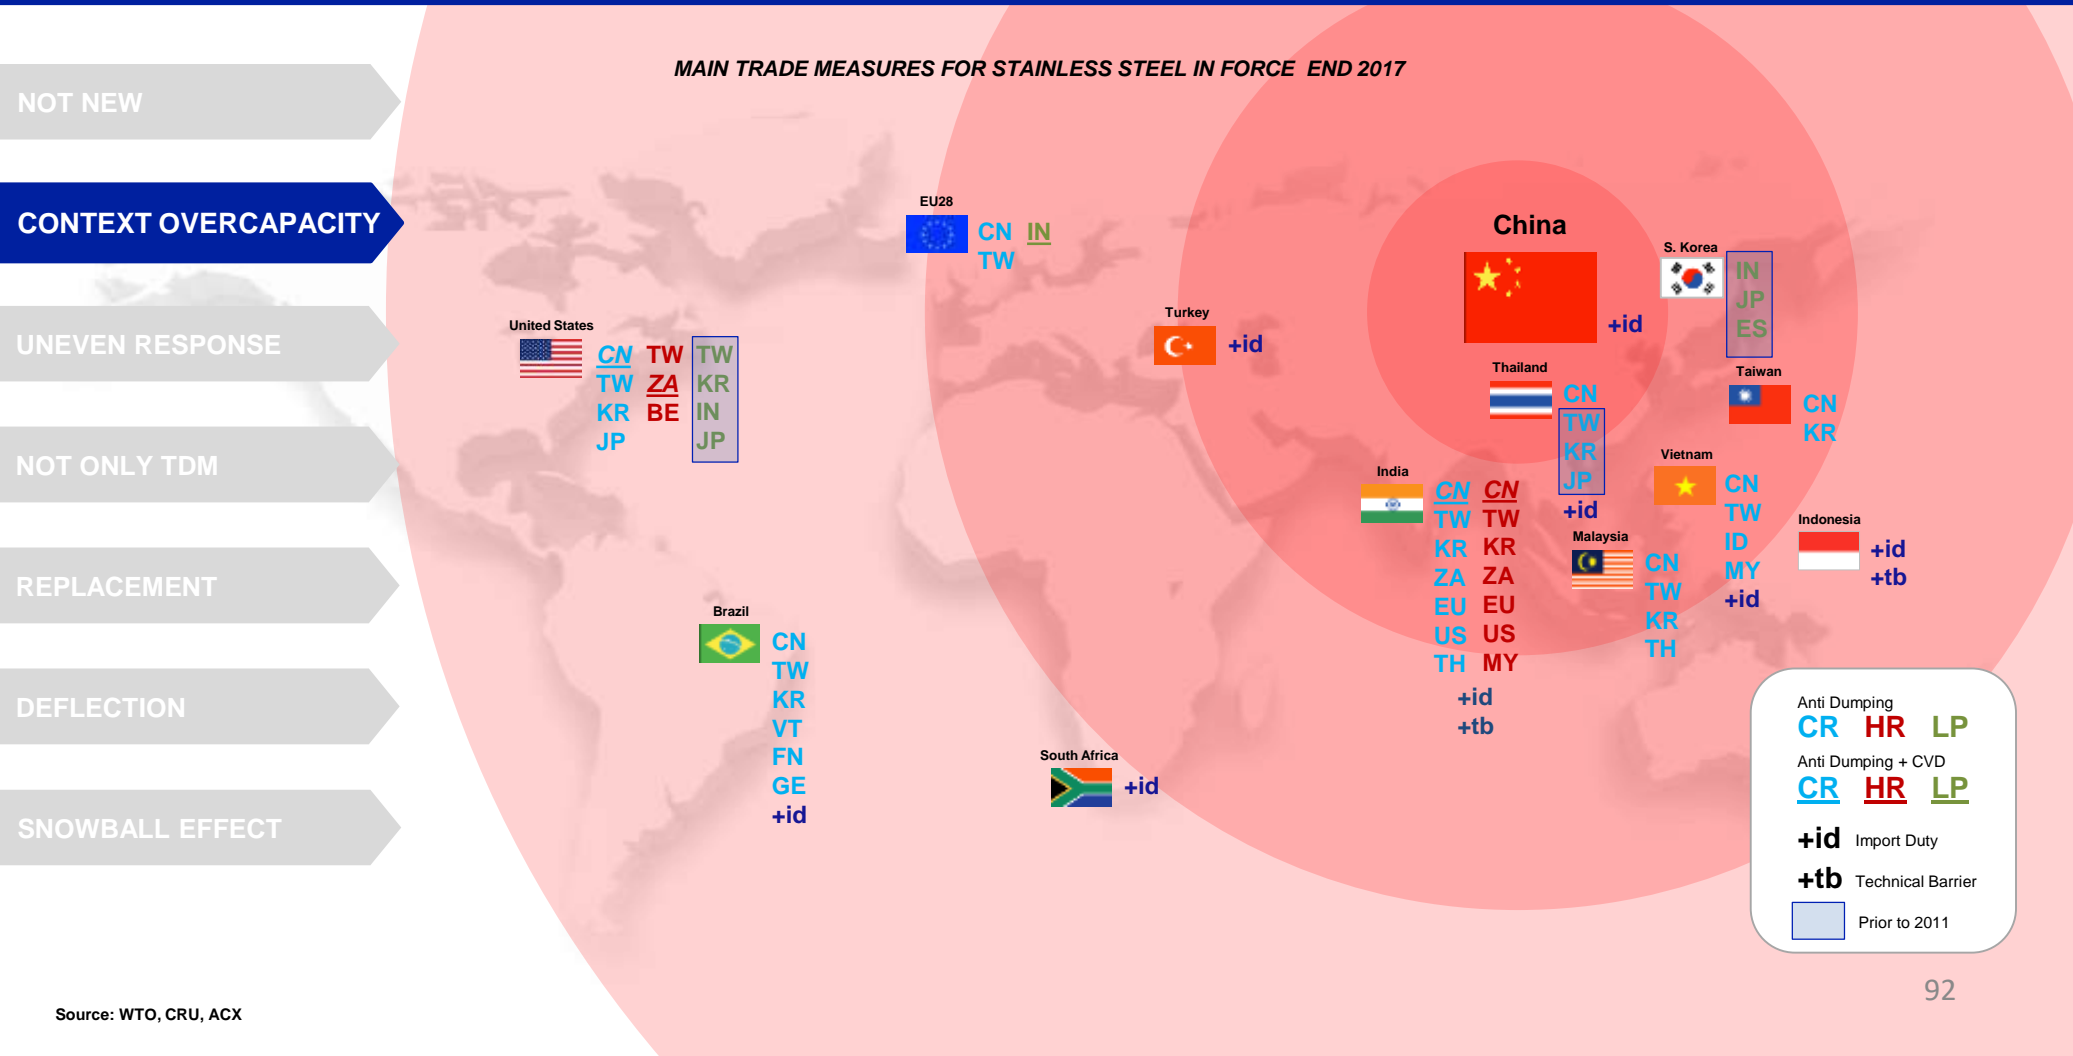 MAIN TRADE MEASURES FOR STAINLESS STEEL IN FORCE END 2017
NOT NEW
CONTEXT OVERCAPACITY
UNEVEN RESPONSE
NOT ONLY TDM
REPLACEMENT
DEFLECTION
SNOWBALL EFFECT
United States
CN TW TW
TW ZA KR
KR BE IN
JP JP
EU28
CN IN
TW
Turkey
+id
China
+id
S. Korea
IN
JP
ES
Thailand
CN
TW
KR
JP
+id
Taiwan
CN
KR
India
CN CN
TW TW
KR KR
ZA ZA
EU EU
US US
TH MY
+id
+tb
Vietnam
CN
TW
ID
MY
+id
Malaysia
CN
TW
KR
TH
Indonesia
+id
+tb
Brazil
CN
TW
KR
VT
FN
GE
+id
South Africa
+id
Anti Dumping
CR HR LP
Anti Dumping + CVD
CR HR LP
+id Import Duty
+tb Technical Barrier
Prior to 2011
92
Source: WTO, CRU, ACX